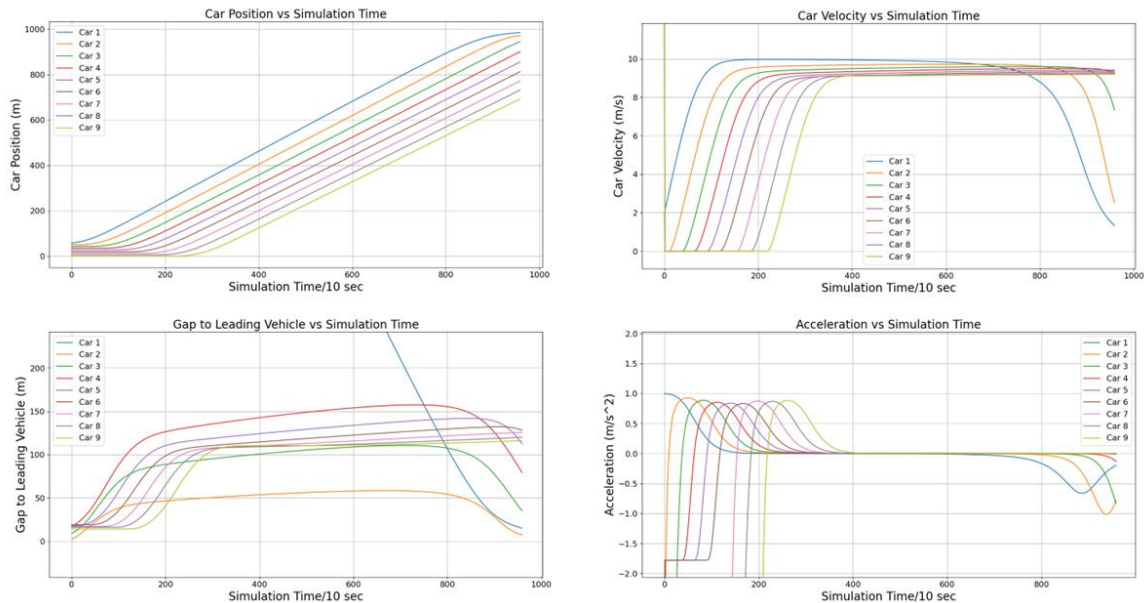 Car Position vs Simulation Time
Car Position (m)
1000
800
600
400
200
0
Car 1
Car 2
Car 3
Car 4
Car 5
Car 6
Car 7
Car 8
Car 9
0 200 400 600 800 1000
Simulation Time/10 sec
Car Velocity vs Simulation Time
Car Velocity (m/s)
10
8
6
4
2
0
Car 1
Car 2
Car 3
Car 4
Car 5
Car 6
Car 7
Car 8
Car 9
0 200 400 600 800 1000
Simulation Time/10 sec
Gap to Leading Vehicle vs Simulation Time
Gap to Leading Vehicle (m)
200
150
100
50
0
Car 1
Car 2
Car 3
Car 4
Car 5
Car 6
Car 7
Car 8
Car 9
0 200 400 600 800 1000
Simulation Time/10 sec
Acceleration vs Simulation Time
Acceleration (m/s^2)
2.0
1.5
1.0
0.5
0.0
−0.5
−1.0
−1.5
−2.0
Car 1
Car 2
Car 3
Car 4
Car 5
Car 6
Car 7
Car 8
Car 9
0 200 400 600 800
Simulation Time/10 sec